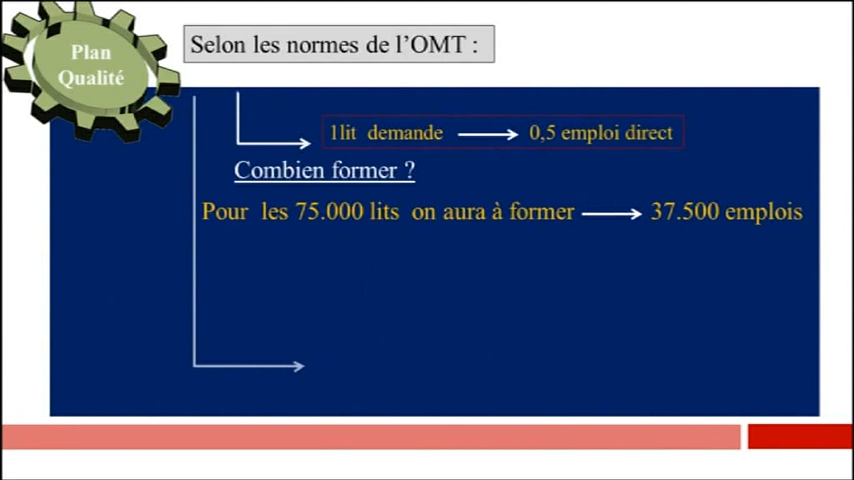 Plan
Qualité
Selon les normes de l’OMT :
1lit demande 0,5 emploi direct
Combien former ?
Pour les 75.000 lits on aura à former 37.500 emplois